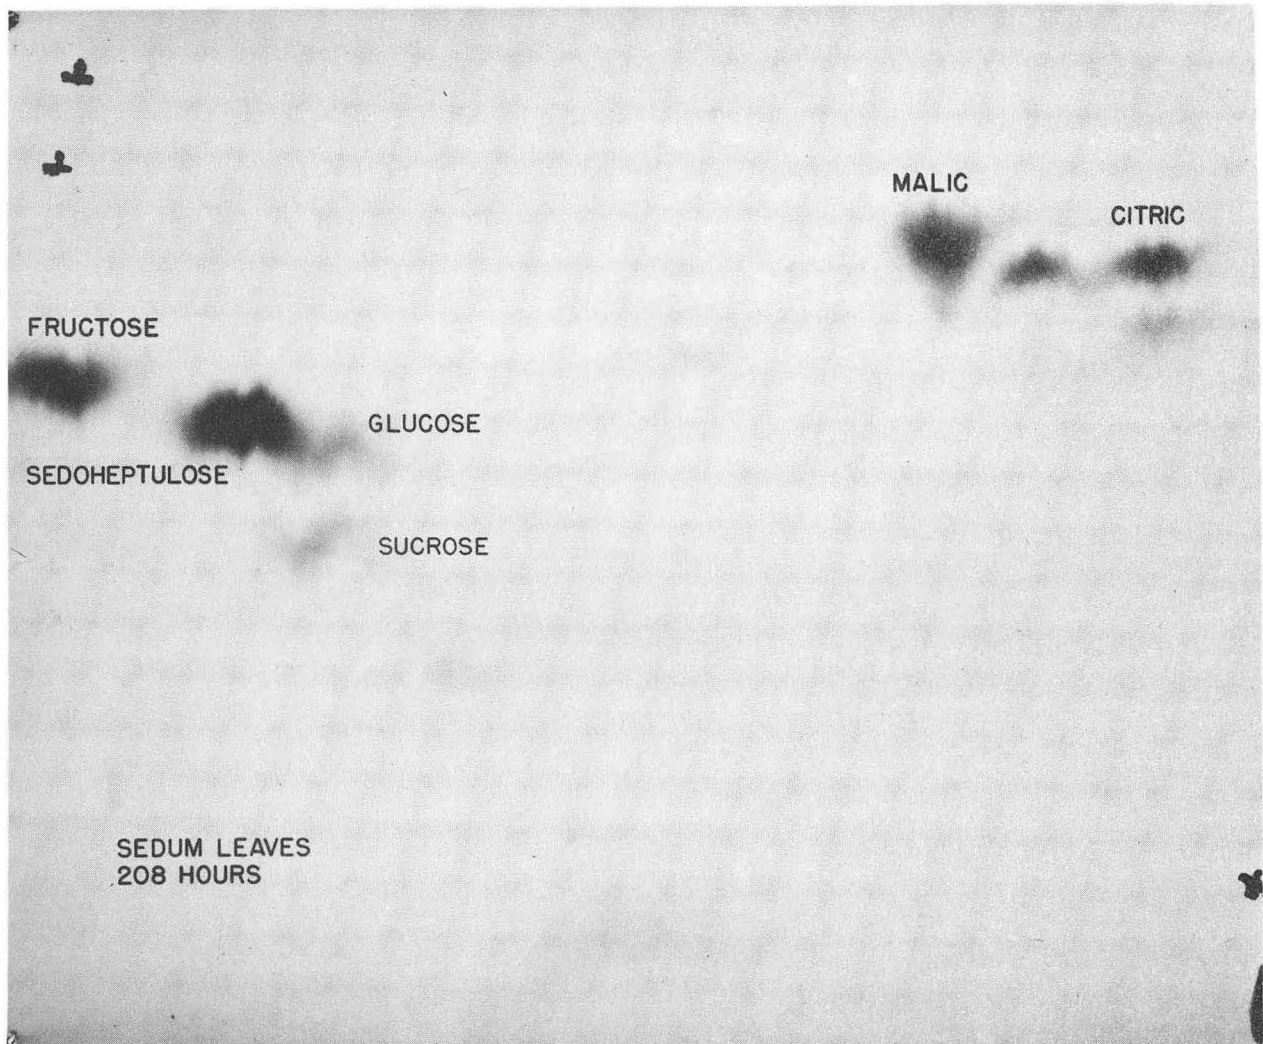 MALIC
CITRIC
FRUCTOSE
GLUCOSE
SEDOHEPTULOSE
SUCROSE
SEDUM LEAVES
208 HOURS